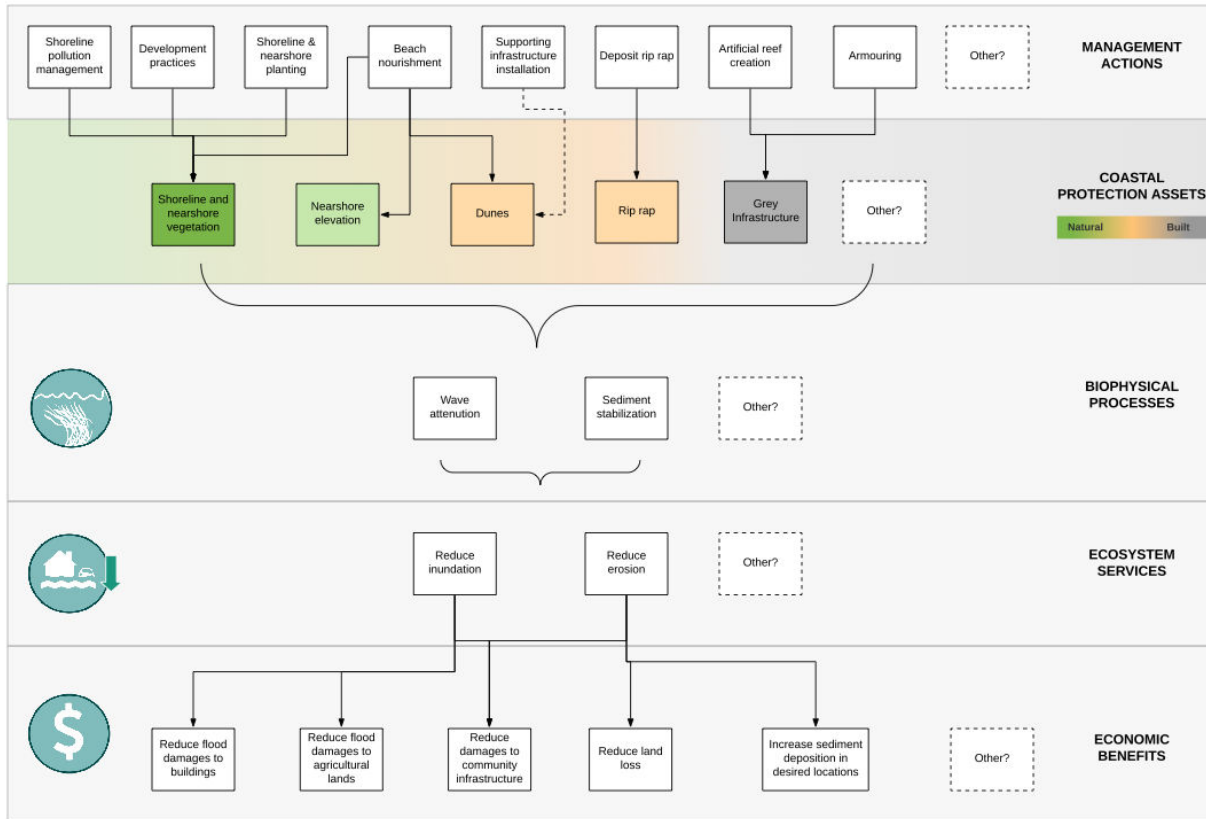 Shoreline
pollution
management
Development
practices
Shoreline &
nearshore
planting
Beach
nourishment
Supporting
infrastructure
installation
Deposit rip rap
Artificial reef
creation
Armouring
Other?
MANAGEMENT
ACTIONS
Shoreline and
nearshore
vegetation
Nearshore
elevation
Dunes
Rip rap
Grey
Infrastructure
Other?
COASTAL
PROTECTION ASSETS
Natural
Built
Wave
attenution
Sediment
stabilization
Other?
BIOPHYSICAL
PROCESSES
Reduce
inundation
Reduce
erosion
Other?
ECOSYSTEM
SERVICES
$
Reduce flood
damages to
buildings
Reduce flood
damages to
agricultural
lands
Reduce
damages to
community
infrastructure
Reduce land
loss
Increase sediment
deposition in
desired locations
Other?
ECONOMIC
BENEFITS